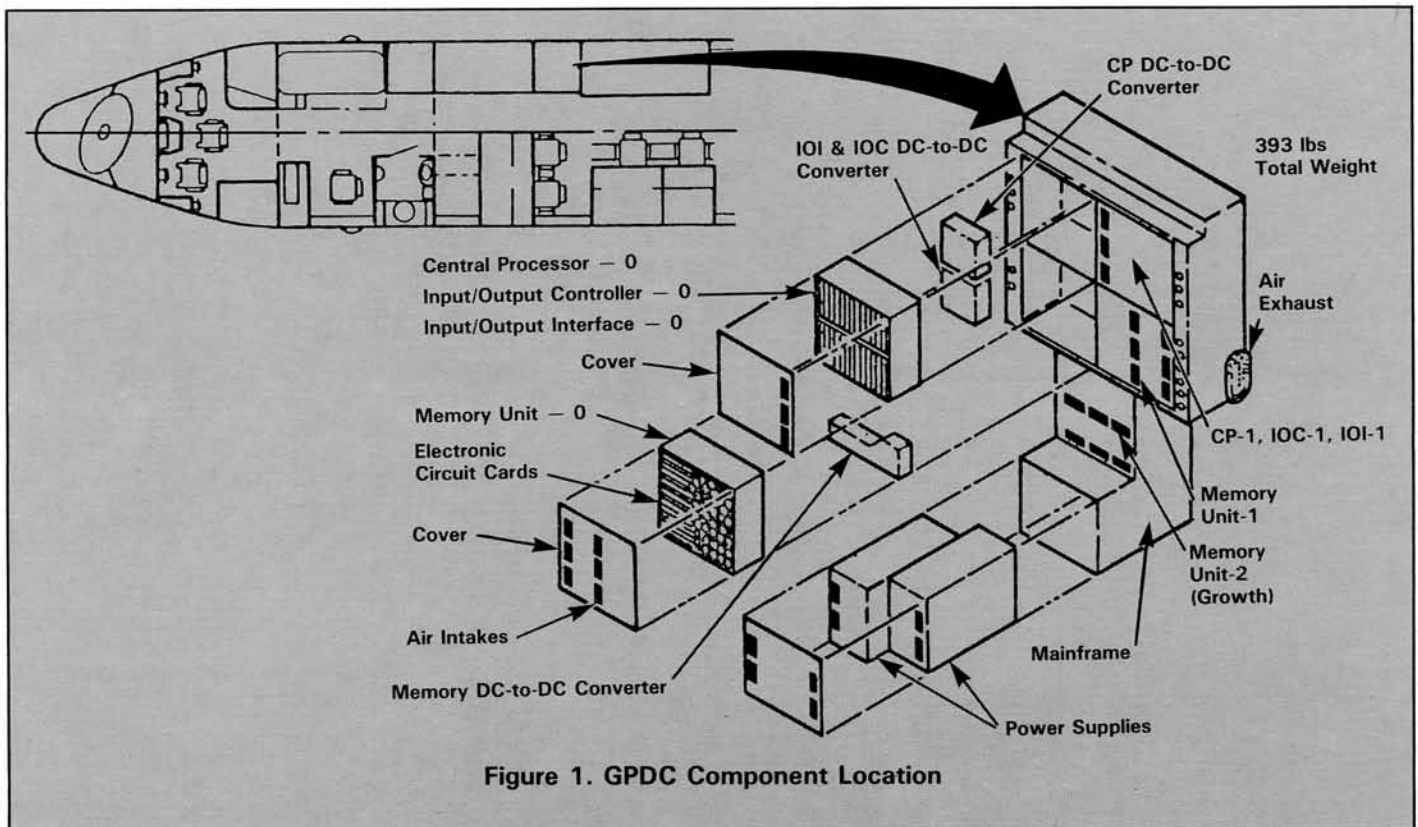 CP DC-to-DC
Converter
IOI & IOC DC-to-DC
Converter
393 lbs
Total Weight
Central Processor – 0
Input/Output Controller – 0
Input/Output Interface – 0
Air
Exhaust
Cover
Memory Unit – 0
Electronic
Circuit Cards
CP-1, IOC-1, IOI-1
Cover
Memory
Unit-1
Memory
Unit-2
(Growth)
Air Intakes
Mainframe
Memory DC-to-DC Converter
Power Supplies
Figure 1. GPDC Component Location